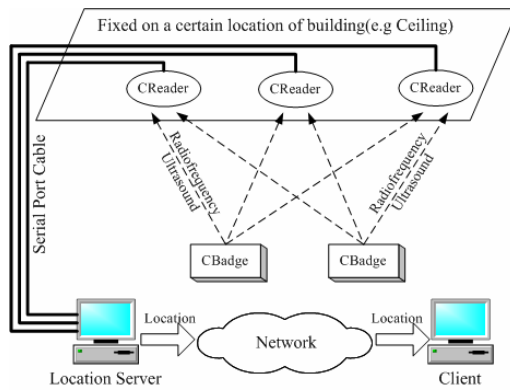 Fixed on a certain location of building(e.g Ceiling)
CReader
CReader
CReader
Radiofrequency
Ultrasound
Radiofrequency
Ultrasound
Serial Port Cable
CBadge
CBadge
Location
Network
Location
Location Server
Client